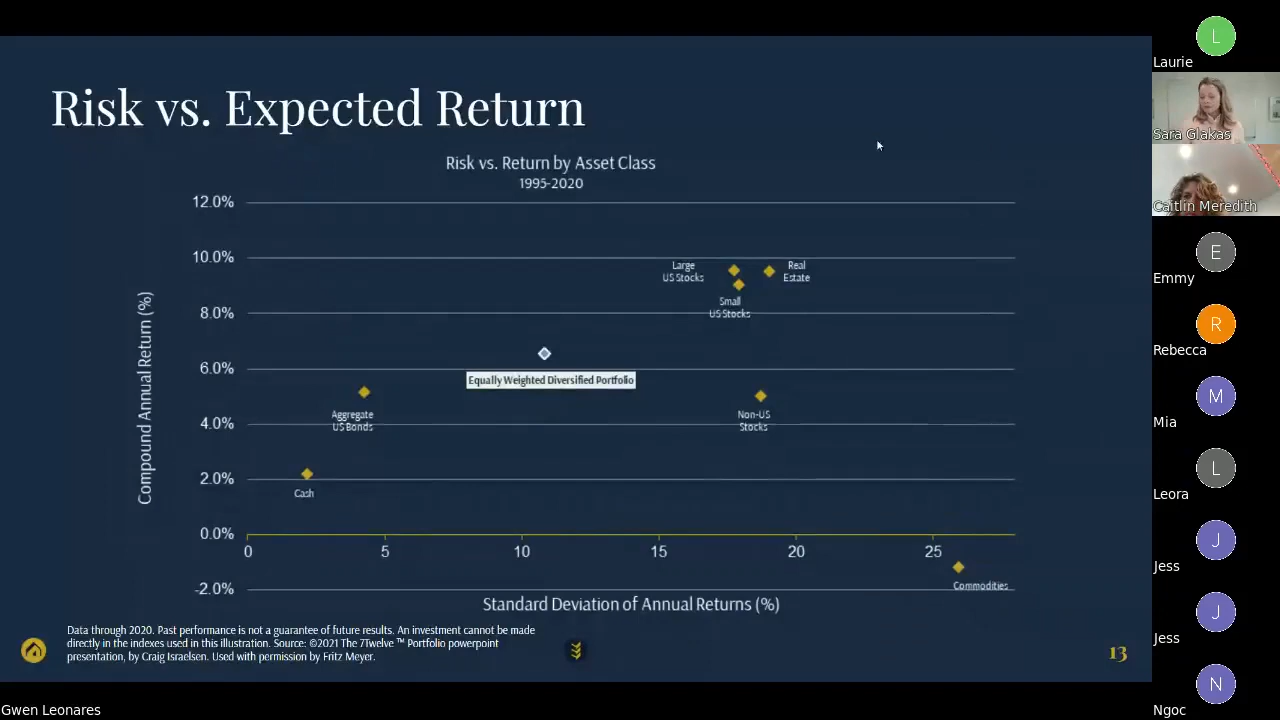 Risk vs. Expected Return
Risk vs. Return by Asset Class
1995-2020
12.0%
10.0%
8.0%
6.0%
4.0%
2.0%
0.0%
-2.0%
Compound Annual Return (%)
Large
US Stocks
Real
Estate
Small
US Stocks
Equally Weighted Diversified Portfolio
Aggregate
US Bonds
Non-US
Stocks
Cash
Commodities
0
5
10
15
20
25
Standard Deviation of Annual Returns (%)
Data through 2020. Past performance is not a guarantee of future results. An investment cannot be made
directly in the indexes used in this illustration. Source: ©2021 The 7Twelve ™ Portfolio powerpoint
presentation, by Craig Israelsen. Used with permission by Fritz Meyer.
13
Gwen Leonares
L
Laurie
Sara Glakas
Caitlin Meredith
E
Emmy
R
Rebecca
M
Mia
L
Leora
J
Jess
J
Jess
N
Ngoc